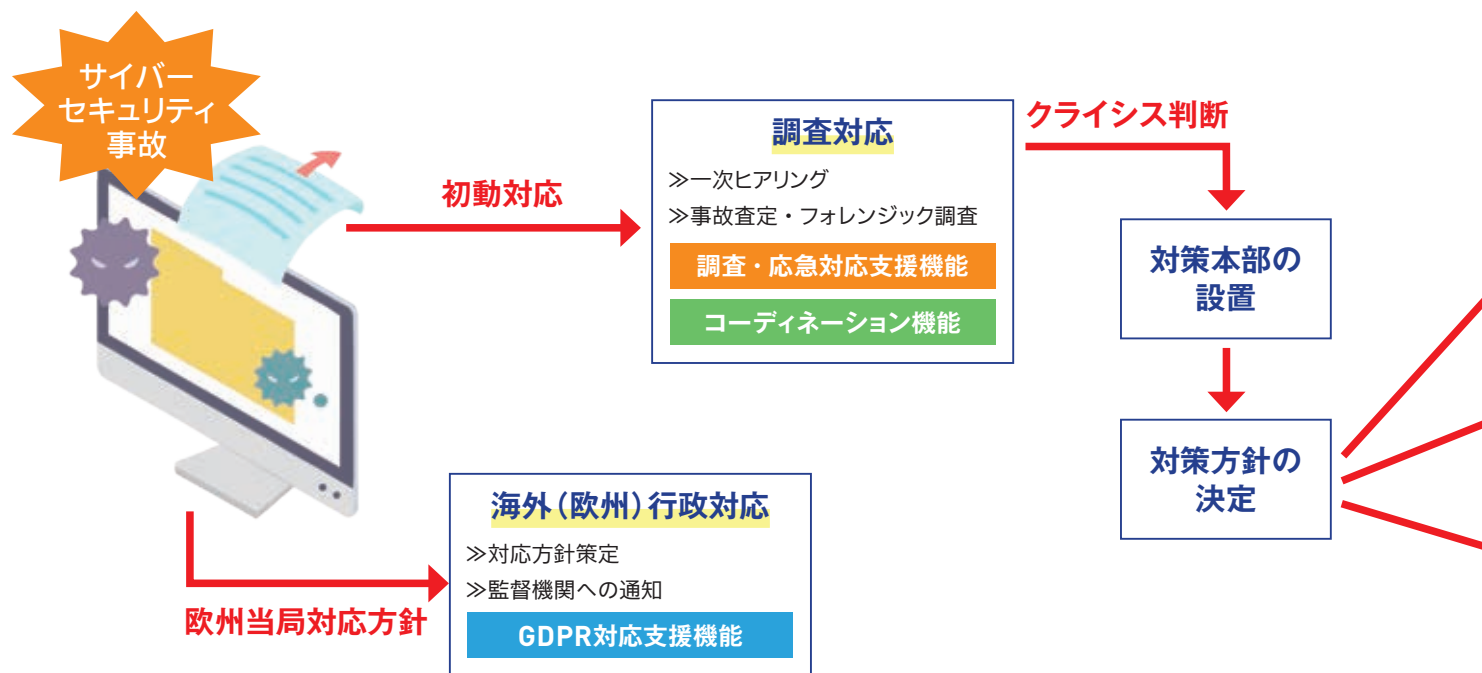 サイバー
セキュリティ
事故
初動対応
調査対応
≫一次ヒアリング
≫事故査定・フォレンジック調査
調査・応急対応支援機能
コーディネーション機能
クライシス判断
対策本部の
設置
対策方針の
決定
欧州当局対応方針
海外(欧州)行政対応
≫対応方針策定
≫監督機関への通知
GDPR対応支援機能